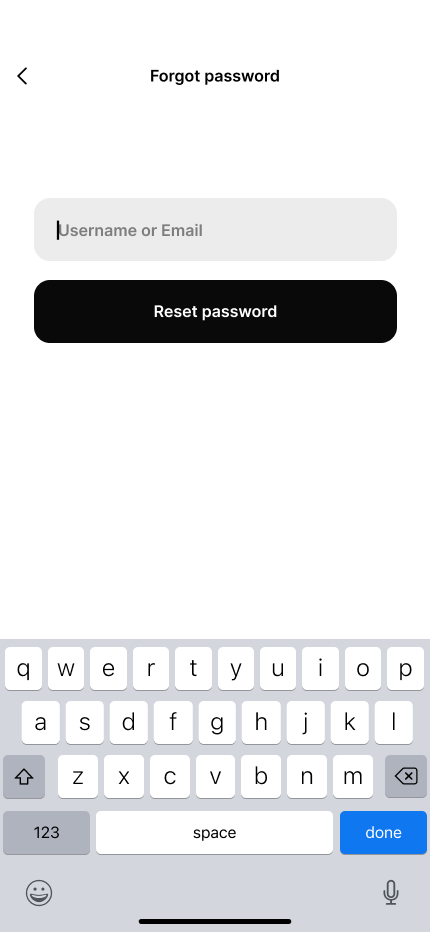 Forgot password
Username or Email
Reset password
q w e r t y u i o p
a s d f g h j k l
z x c v b n m
123 space done